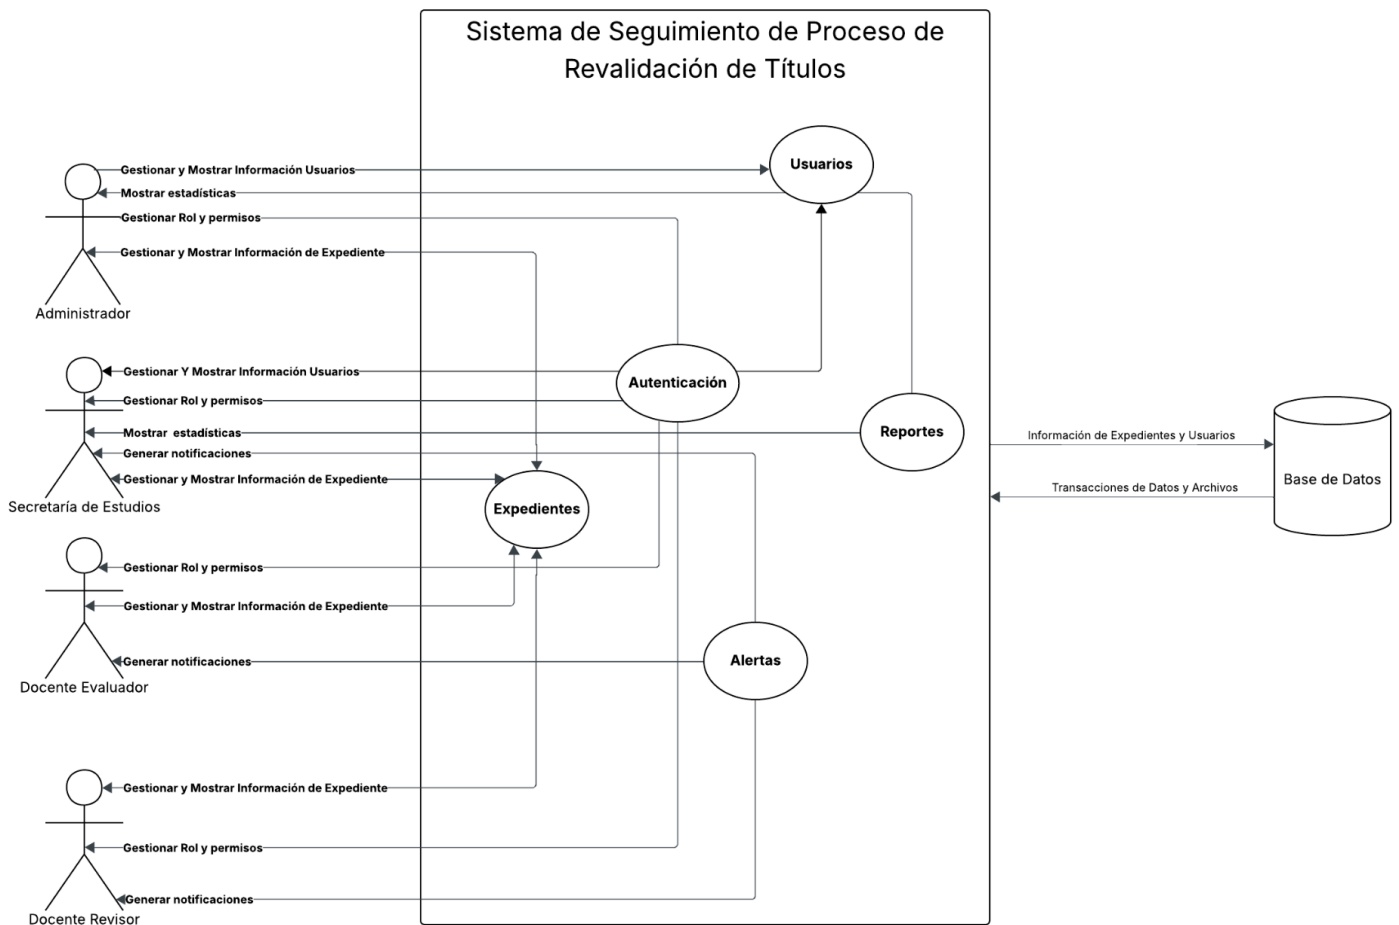 Sistema de Seguimiento de Proceso de
Revalidación de Títulos
Usuarios
Gestionar y Mostrar Información Usuarios
Mostrar estadísticas
Gestionar Rol y permisos
Gestionar y Mostrar Información de Expediente
Administrador
Gestionar Y Mostrar Información Usuarios
Autenticación
Gestionar Rol y permisos
Mostrar estadísticas
Reportes
Generar notificaciones
Gestionar y Mostrar Información de Expediente
Secretaría de Estudios
Expedientes
Información de Expedientes y Usuarios
Base de Datos
Transacciones de Datos y Archivos
Gestionar Rol y permisos
Gestionar y Mostrar Información de Expediente
Generar notificaciones
Alertas
Docente Evaluador
Gestionar y Mostrar Información de Expediente
Gestionar Rol y permisos
Generar notificaciones
Docente Revisor